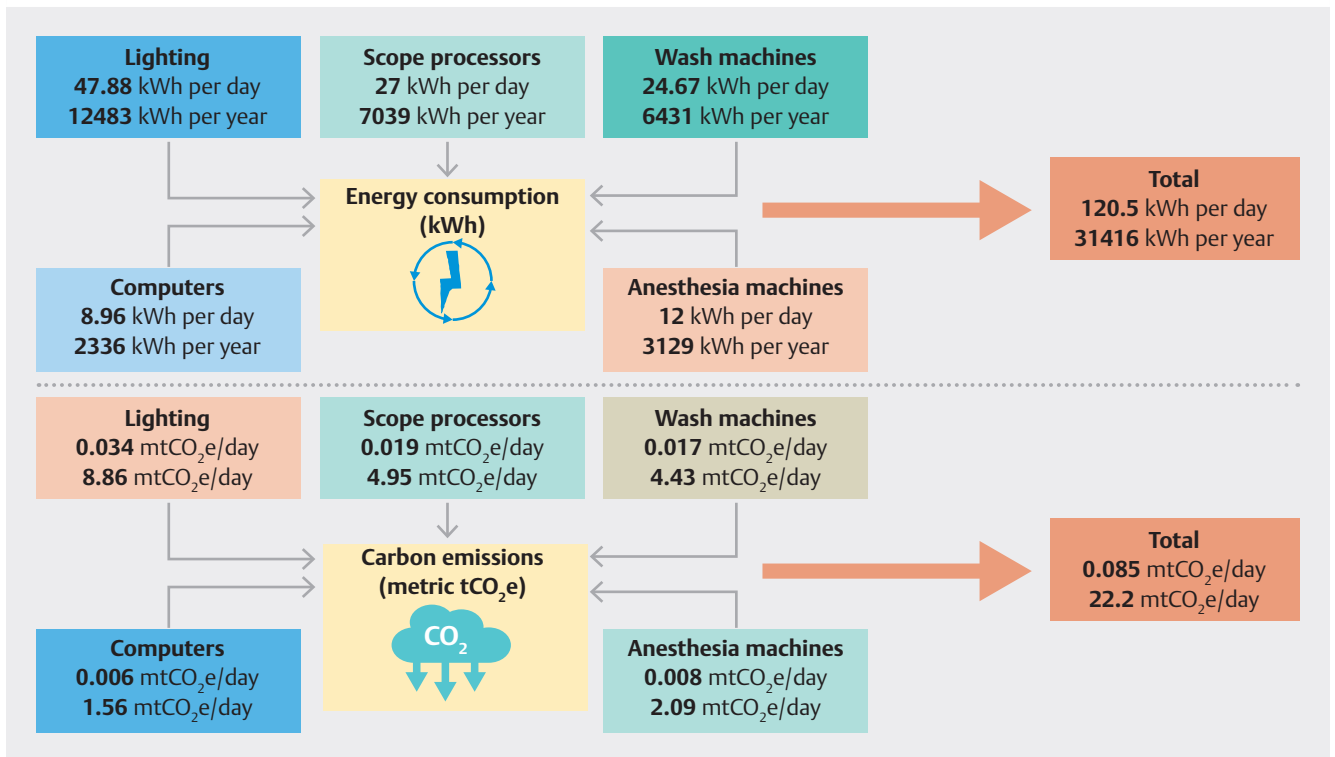 Lighting
47.88 kWh per day
12483 kWh per year
Scope processors
27 kWh per day
7039 kWh per year
Wash machines
24.67 kWh per day
6431 kWh per year
Energy consumption
(kWh)
Total
120.5 kWh per day
31416 kWh per year
Computers
8.96 kWh per day
2336 kWh per year
Anesthesia machines
12 kWh per day
3129 kWh per year
Lighting
0.034 mtCO₂e/day
8.86 mtCO₂e/day
Scope processors
0.019 mtCO₂e/day
4.95 mtCO₂e/day
Wash machines
0.017 mtCO₂e/day
4.43 mtCO₂e/day
Carbon emissions
(metric tCO₂e)
CO₂
Total
0.085 mtCO₂e/day
22.2 mtCO₂e/day
Computers
0.006 mtCO₂e/day
1.56 mtCO₂e/day
Anesthesia machines
0.008 mtCO₂e/day
2.09 mtCO₂e/day